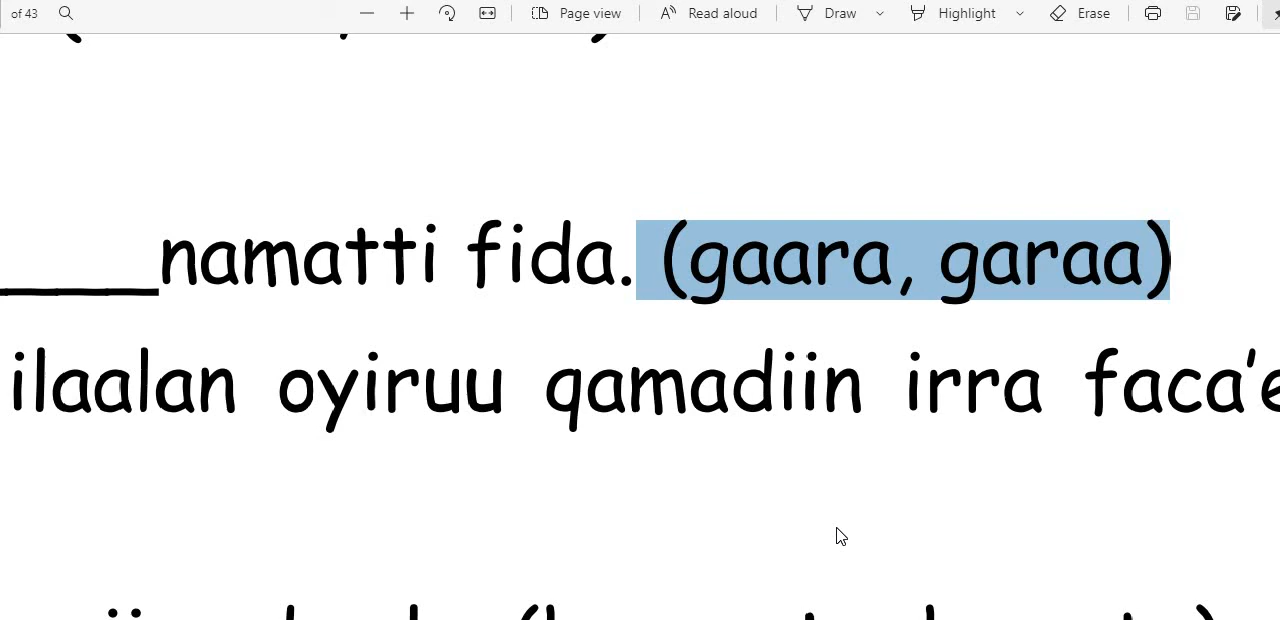 of 43 Page view Read aloud Draw Highlight Erase
____namatti fida. (gaara, garaa)
ilaalan oyiruu qamadiin irra faca'e